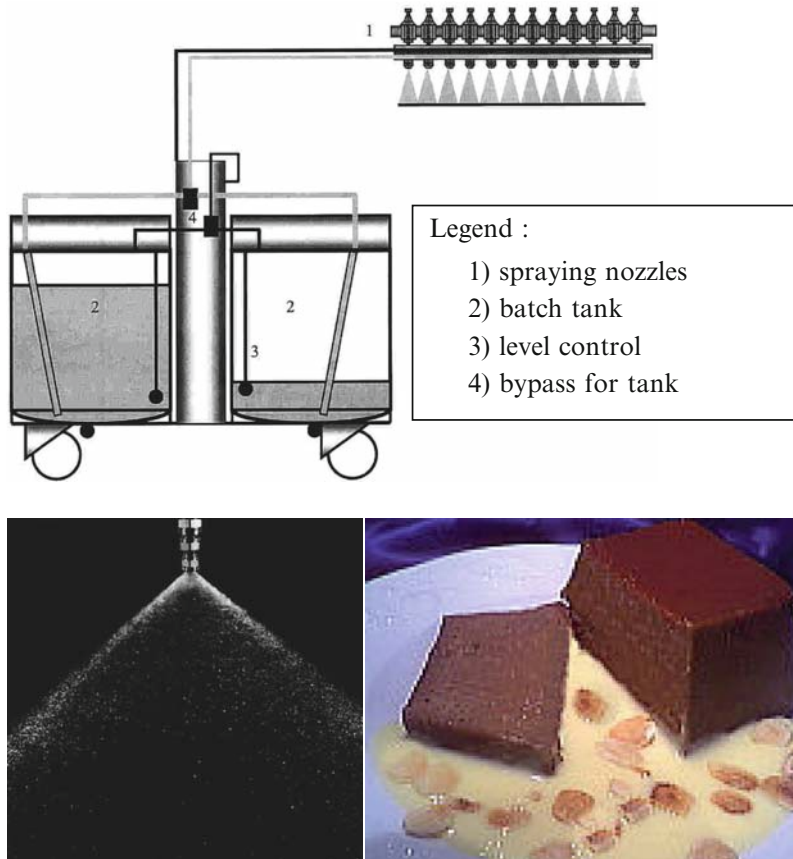 1
4
2
2
3
Legend :
1) spraying nozzles
2) batch tank
3) level control
4) bypass for tank